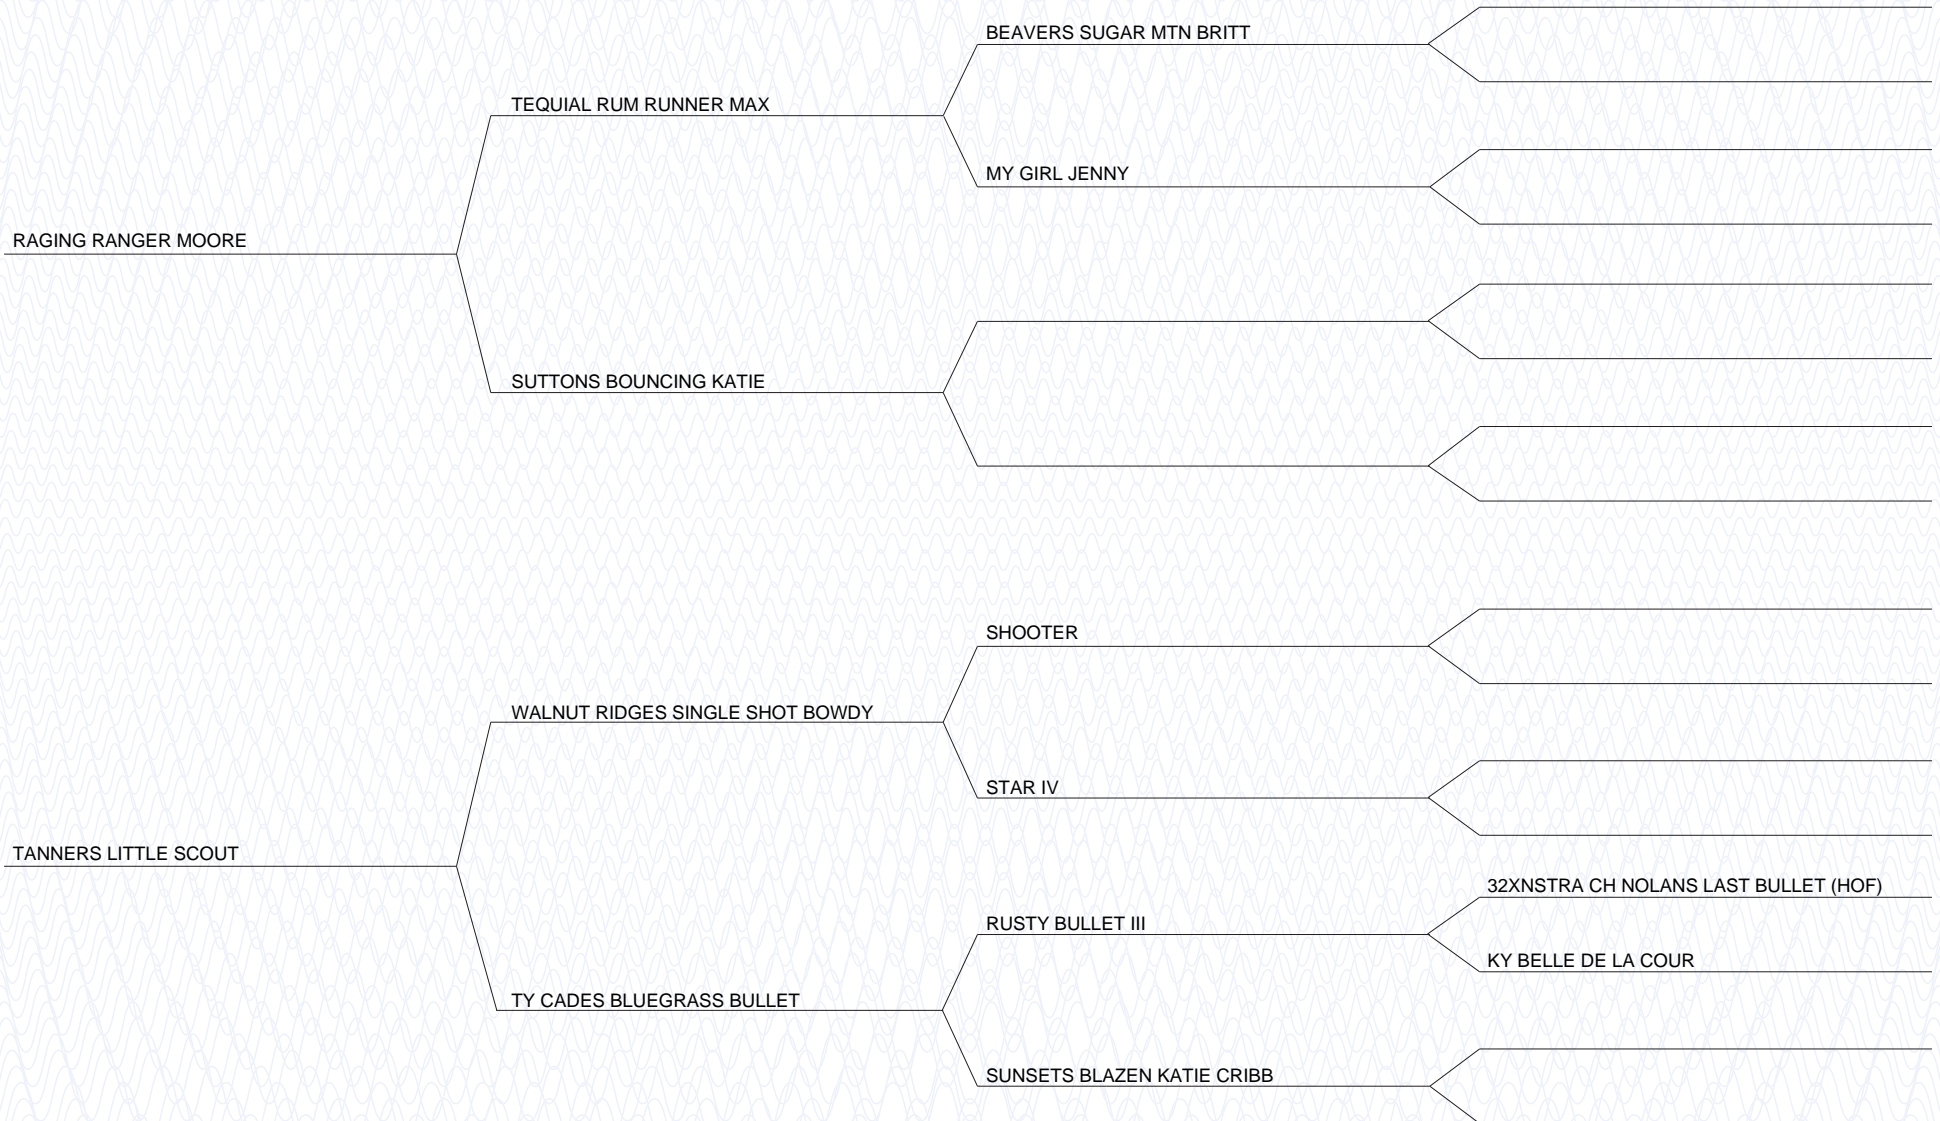 BEAVERS SUGAR MTN BRITT
TEQUIAL RUM RUNNER MAX
MY GIRL JENNY
RAGING RANGER MOORE
SUTTONS BOUNCING KATIE
SHOOTER
WALNUT RIDGES SINGLE SHOT BOWDY
STAR IV
TANNERS LITTLE SCOUT
32XNSTRA CH NOLANS LAST BULLET (HOF)
RUSTY BULLET III
KY BELLE DE LA COUR
TY CADES BLUEGRASS BULLET
SUNSETS BLAZEN KATIE CRIBB